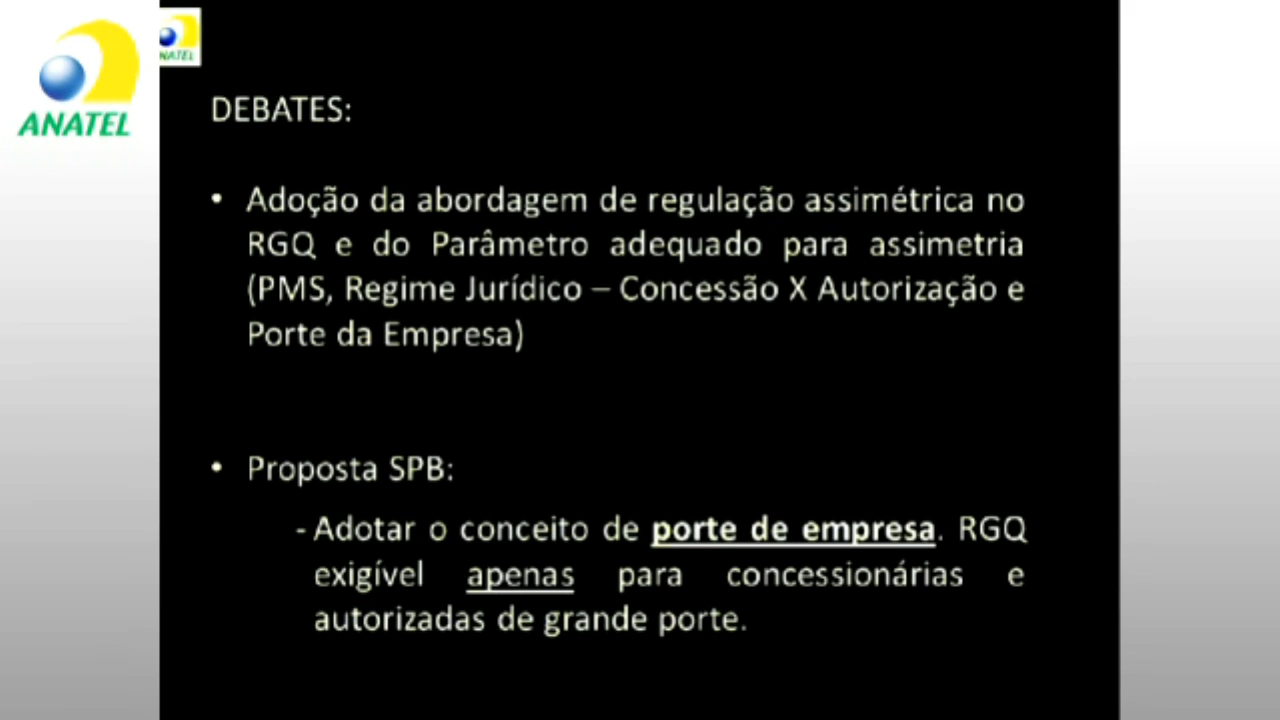 ANATEL
NATEL
DEBATES:
• Adoção da abordagem de regulação assimétrica no
RGQ e do Parâmetro adequado para assimetria
(PMS, Regime Jurídico – Concessão X Autorização e
Porte da Empresa)
• Proposta SPB:
- Adotar o conceito de porte de empresa. RGQ
exigível apenas para concessionárias e
autorizadas de grande porte.